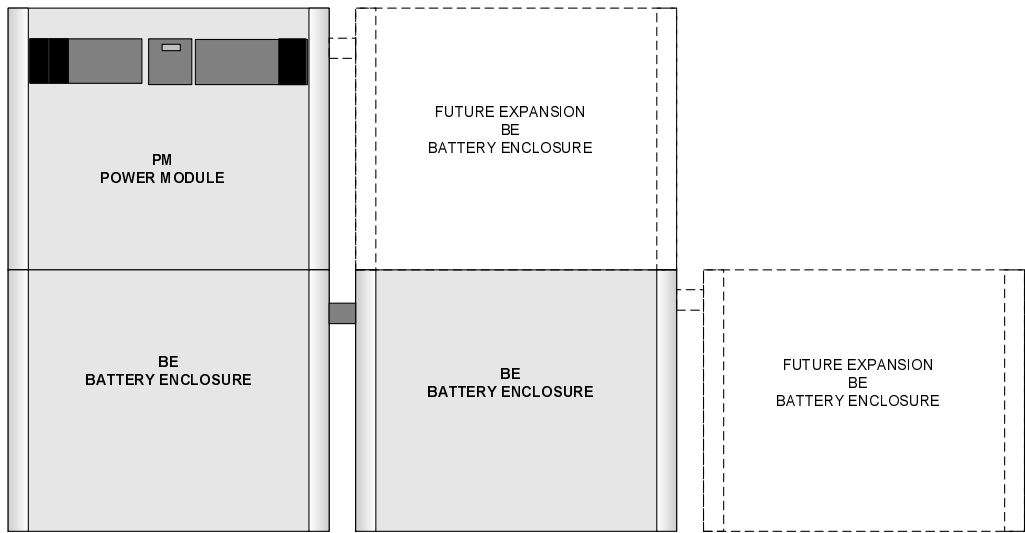 PM
POWER MODULE
FUTURE EXPANSION
BE
BATTERY ENCLOSURE
BE
BATTERY ENCLOSURE
BE
BATTERY ENCLOSURE
FUTURE EXPANSION
BE
BATTERY ENCLOSURE